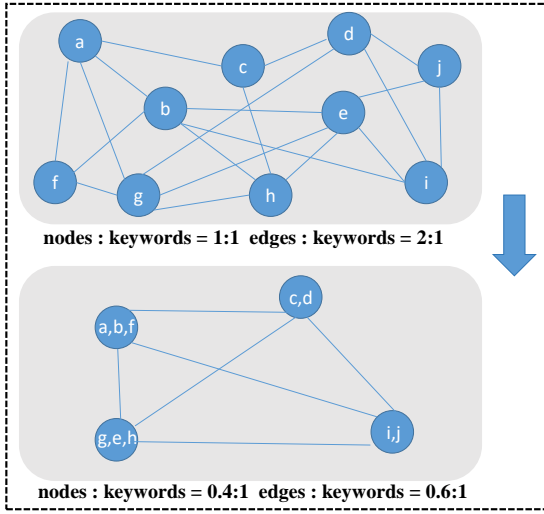 a
d
c
j
b
e
f
g
h
i
nodes : keywords = 1:1 edges : keywords = 2:1
c,d
a,b,f
g,e,h
i,j
nodes : keywords = 0.4:1 edges : keywords = 0.6:1